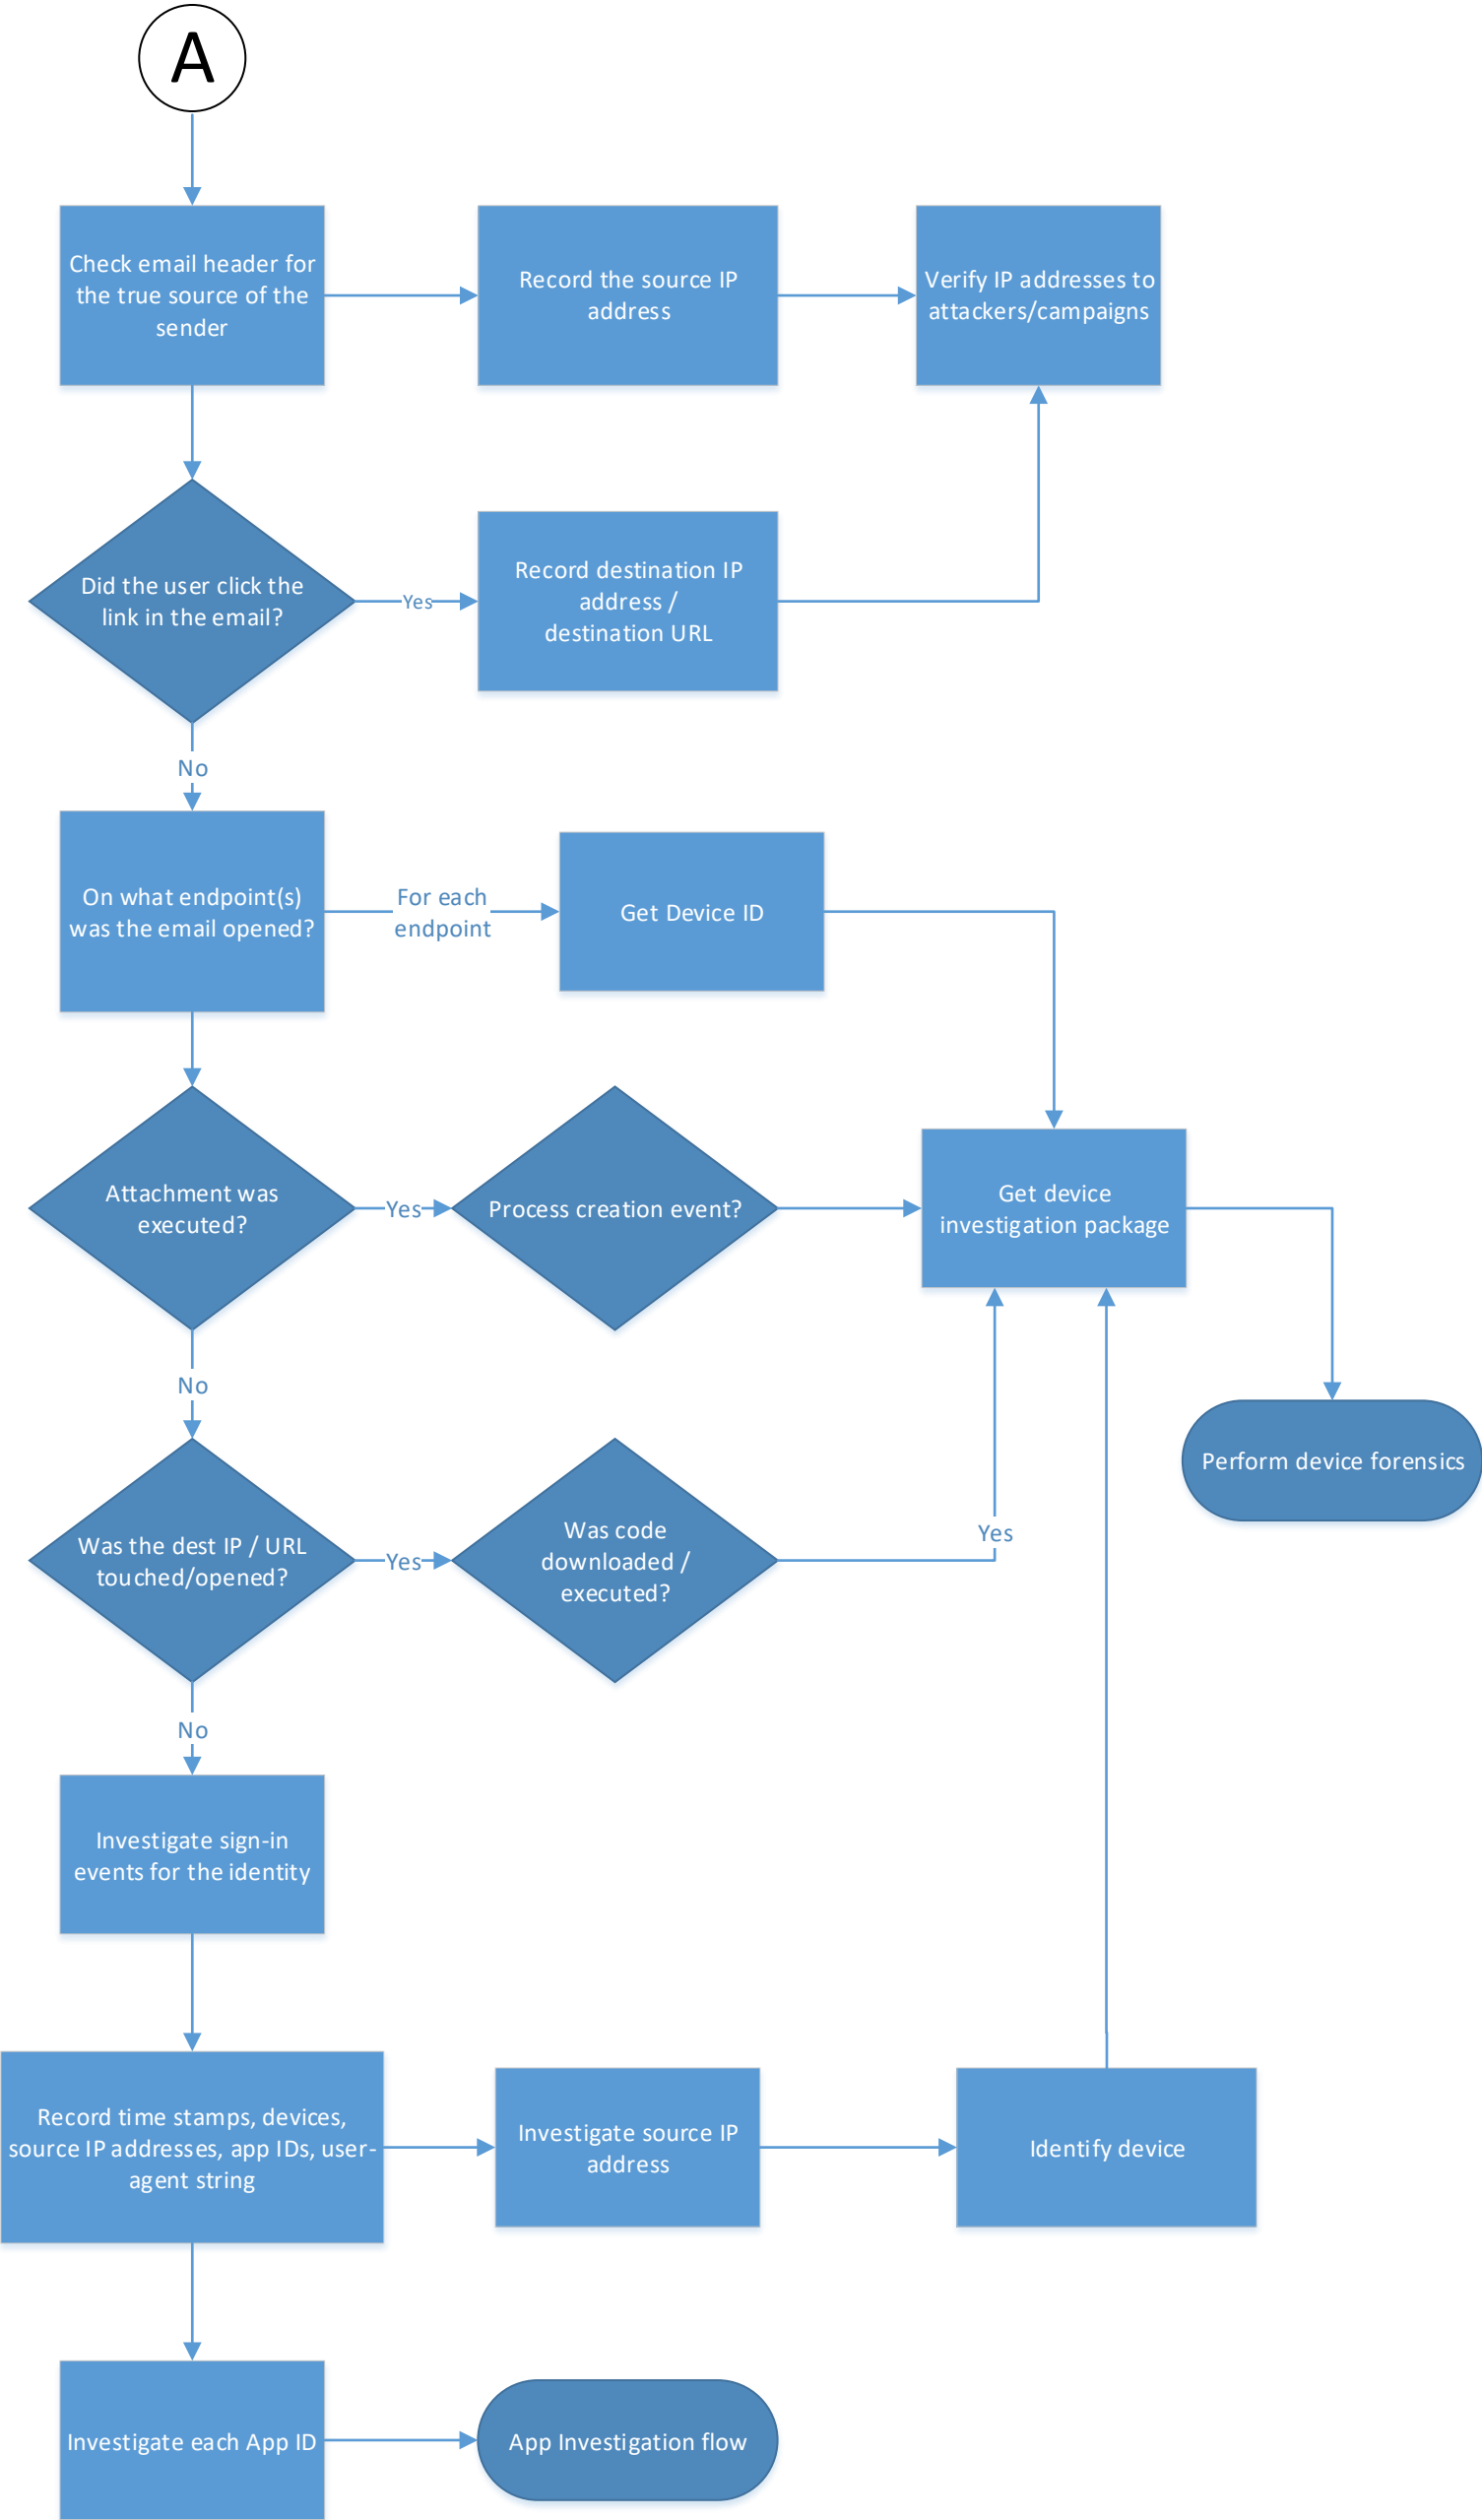 A
Check email header for
the true source of the
sender
Record the source IP
address
Verify IP addresses to
attackers/campaigns
Did the user click the
link in the email?
Yes
Record destination IP
address /
destination URL
No
On what endpoint(s)
was the email opened?
For each
endpoint
Get Device ID
Attachment was
executed?
Yes
Process creation event?
Get device
investigation package
No
Perform device forensics
Was the dest IP / URL
touched/opened?
Yes
Was code
downloaded /
executed?
Yes
No
Investigate sign-in
events for the identity
Record time stamps, devices,
source IP addresses, app IDs, user-
agent string
Investigate source IP
address
Identify device
Investigate each App ID
App Investigation flow